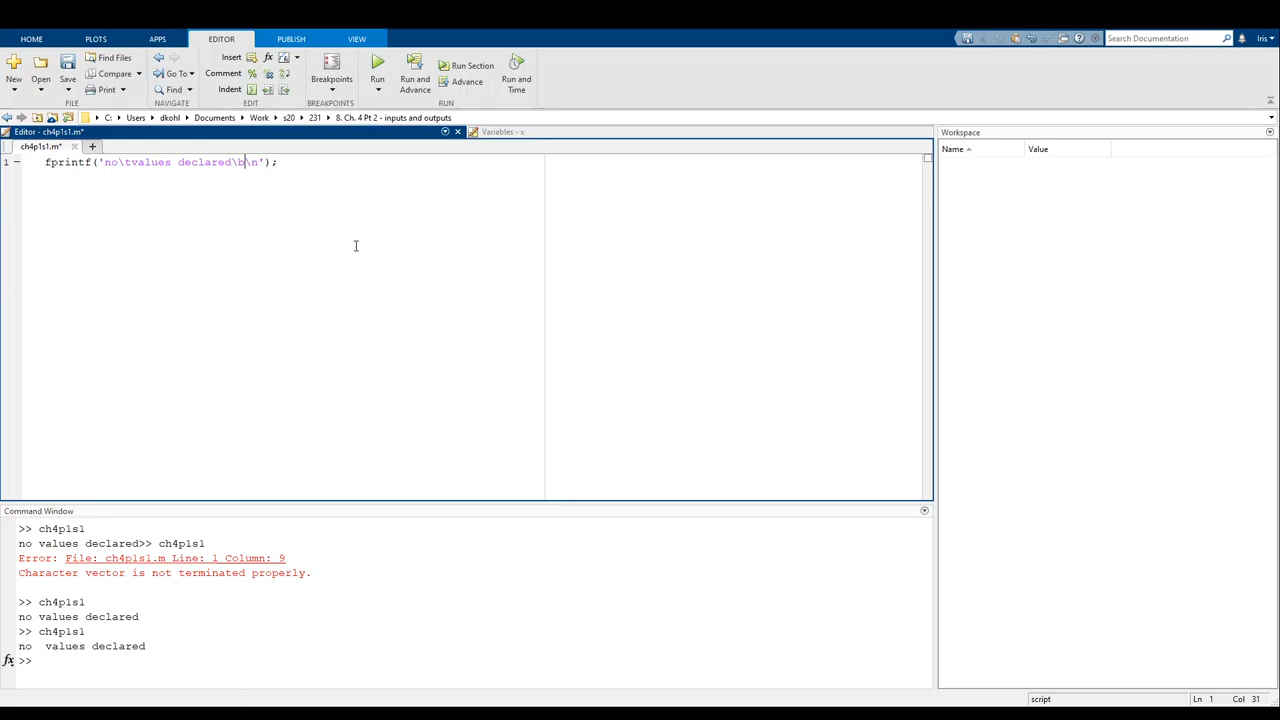 HOME PLOTS APPS EDITOR PUBLISH VIEW Search Documentation Iris
New Open Save Find Files Compare Print Go To Find Insert Comment Indent fx Breakpoints Run Run and Advance Run Section Advance Run and Time
FILE NAVIGATE EDIT BREAKPOINTS RUN
C: Users dkohl Documents Work s20 231 8. Ch. 4 Pt 2 - inputs and outputs
Editor - ch4p1s1.m* Variables - x Workspace
ch4p1s1.m* Name Value
1 fprintf('no\tvalues declared\b\n');
Command Window
>> ch4p1s1
no values declared>> ch4p1s1
Error: File: ch4p1s1.m Line: 1 Column: 9
Character vector is not terminated properly.
>> ch4p1s1
no values declared
>> ch4p1s1
no  values declared
fx >>
script Ln 1 Col 31